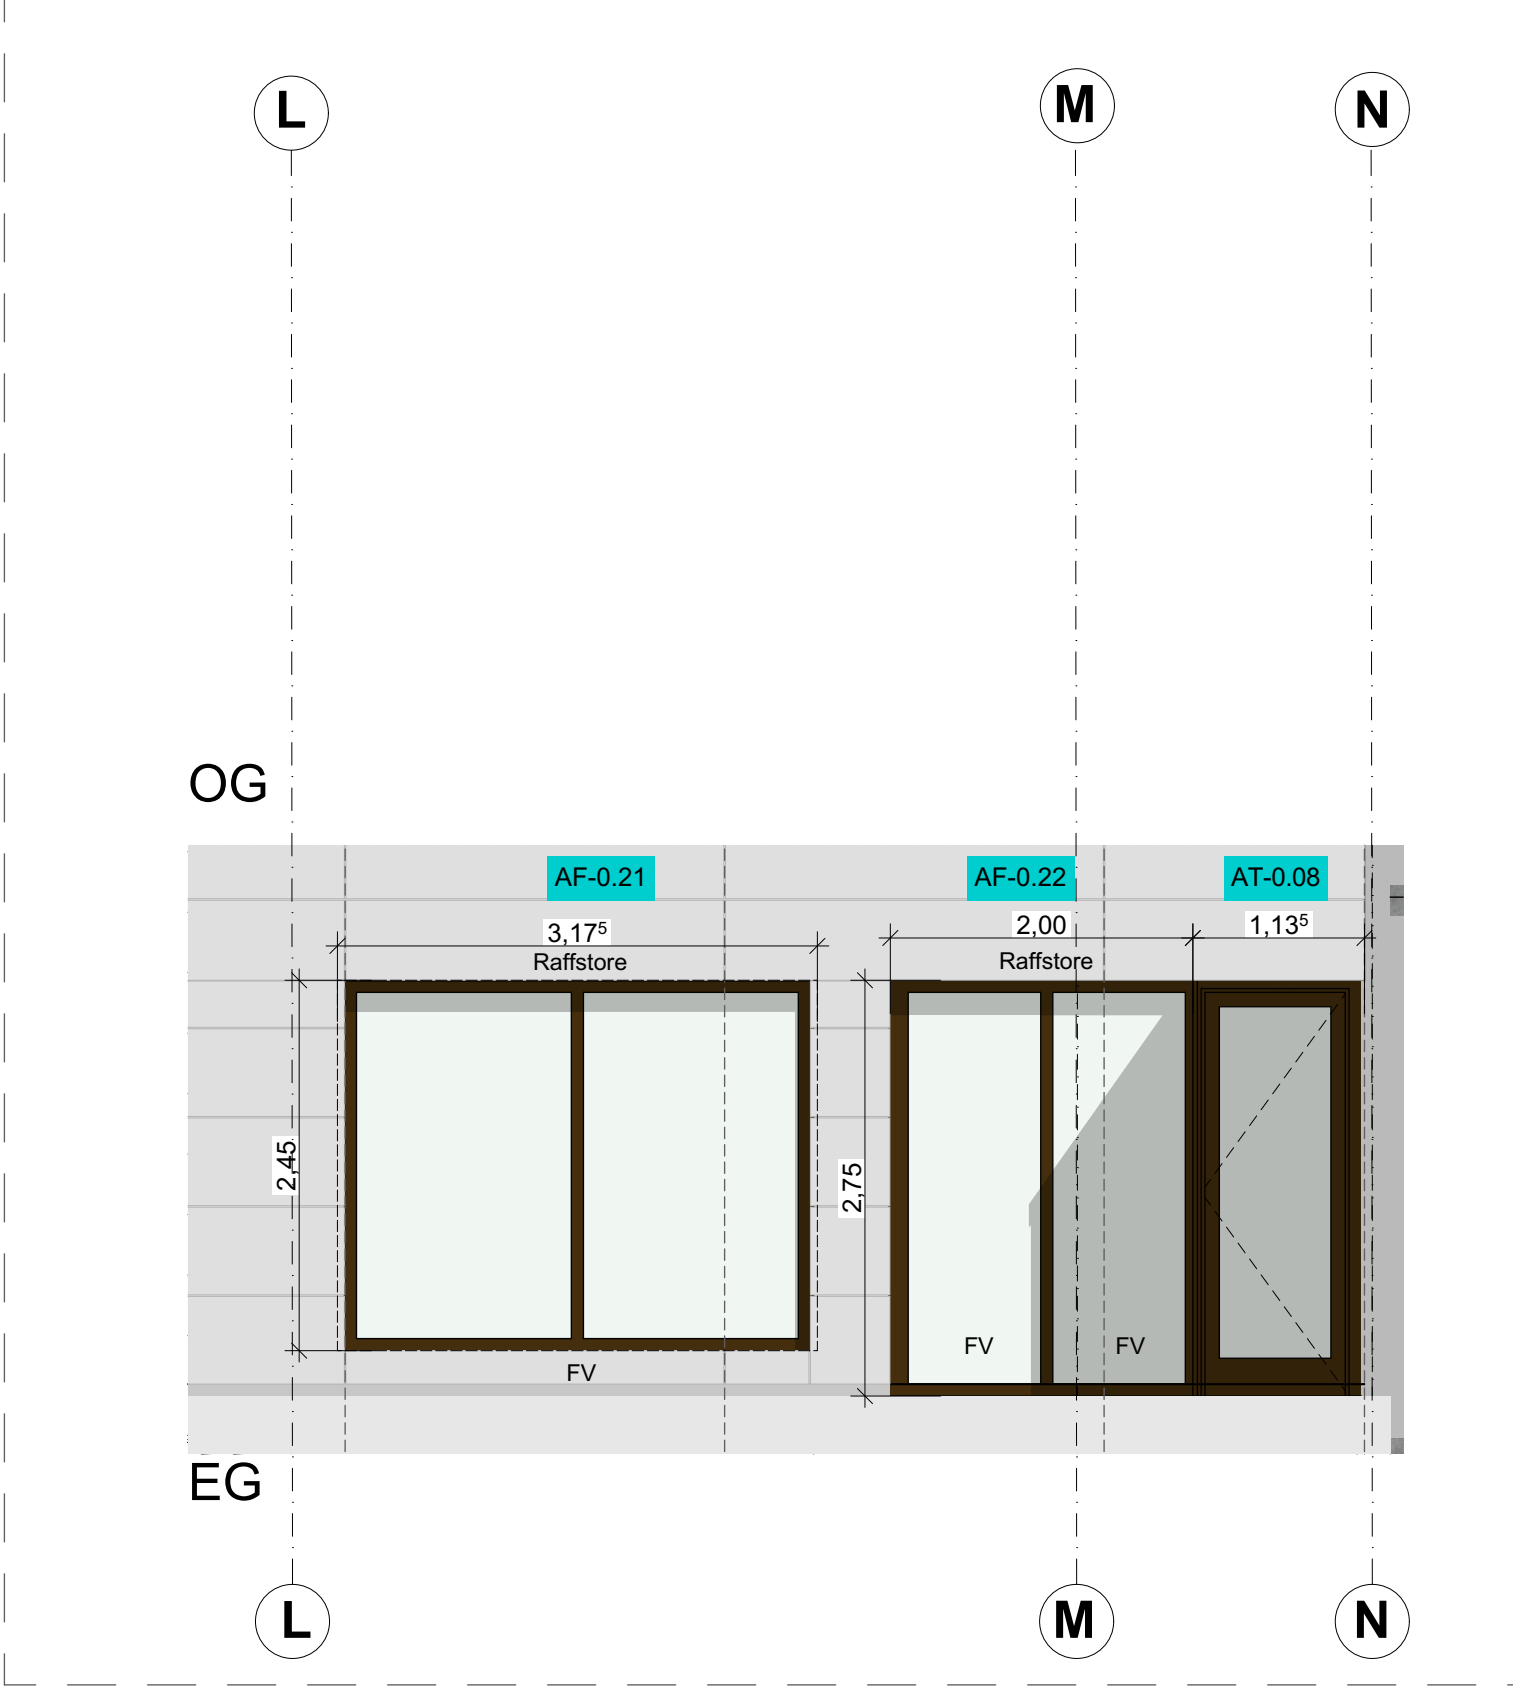 L M N
OG
AF-0.21 AF-0.22 AT-0.08
3,17⁵ 2,00 1,13⁵
Raffstore Raffstore
2,45
2,75
FV FV
FV
EG
L M N